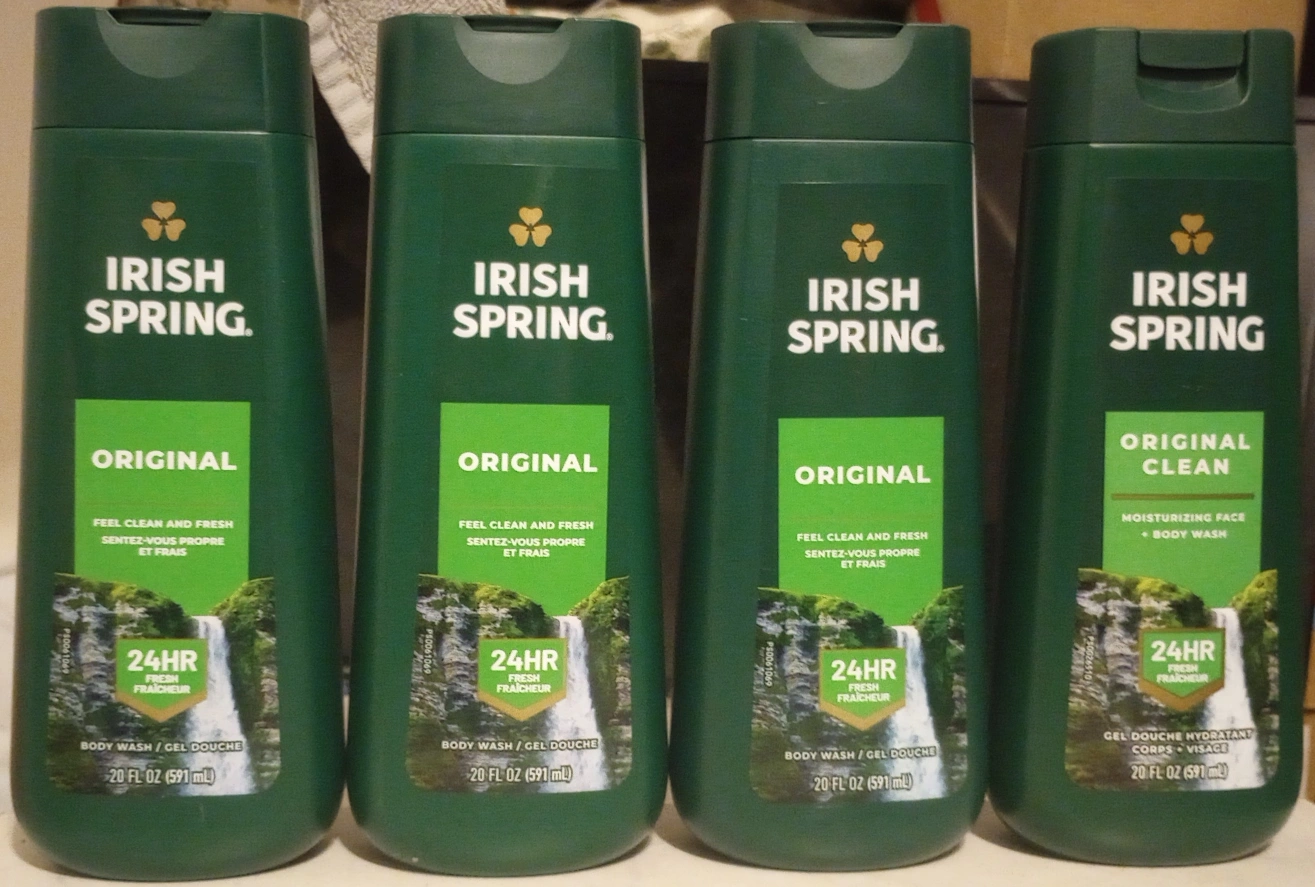 IRISH
SPRING®
ORIGINAL
FEEL CLEAN AND FRESH
SENTEZ-VOUS PROPRE
ET FRAIS
24HR
FRESH
FRAÎCHEUR
BODY WASH / GEL DOUCHE
20 FL OZ (591 mL)
IRISH
SPRING®
ORIGINAL
FEEL CLEAN AND FRESH
SENTEZ-VOUS PROPRE
ET FRAIS
24HR
FRESH
FRAÎCHEUR
BODY WASH / GEL DOUCHE
20 FL OZ (591 mL)
IRISH
SPRING®
ORIGINAL
FEEL CLEAN AND FRESH
SENTEZ-VOUS PROPRE
ET FRAIS
24HR
FRESH
FRAÎCHEUR
BODY WASH / GEL DOUCHE
20 FL OZ (591 mL)
IRISH
SPRING
ORIGINAL
CLEAN
MOISTURIZING FACE
+ BODY WASH
24HR
FRESH
FRAÎCHEUR
GEL DOUCHE HYDRATANT
CORPS + VISAGE
20 FL OZ (591 mL)